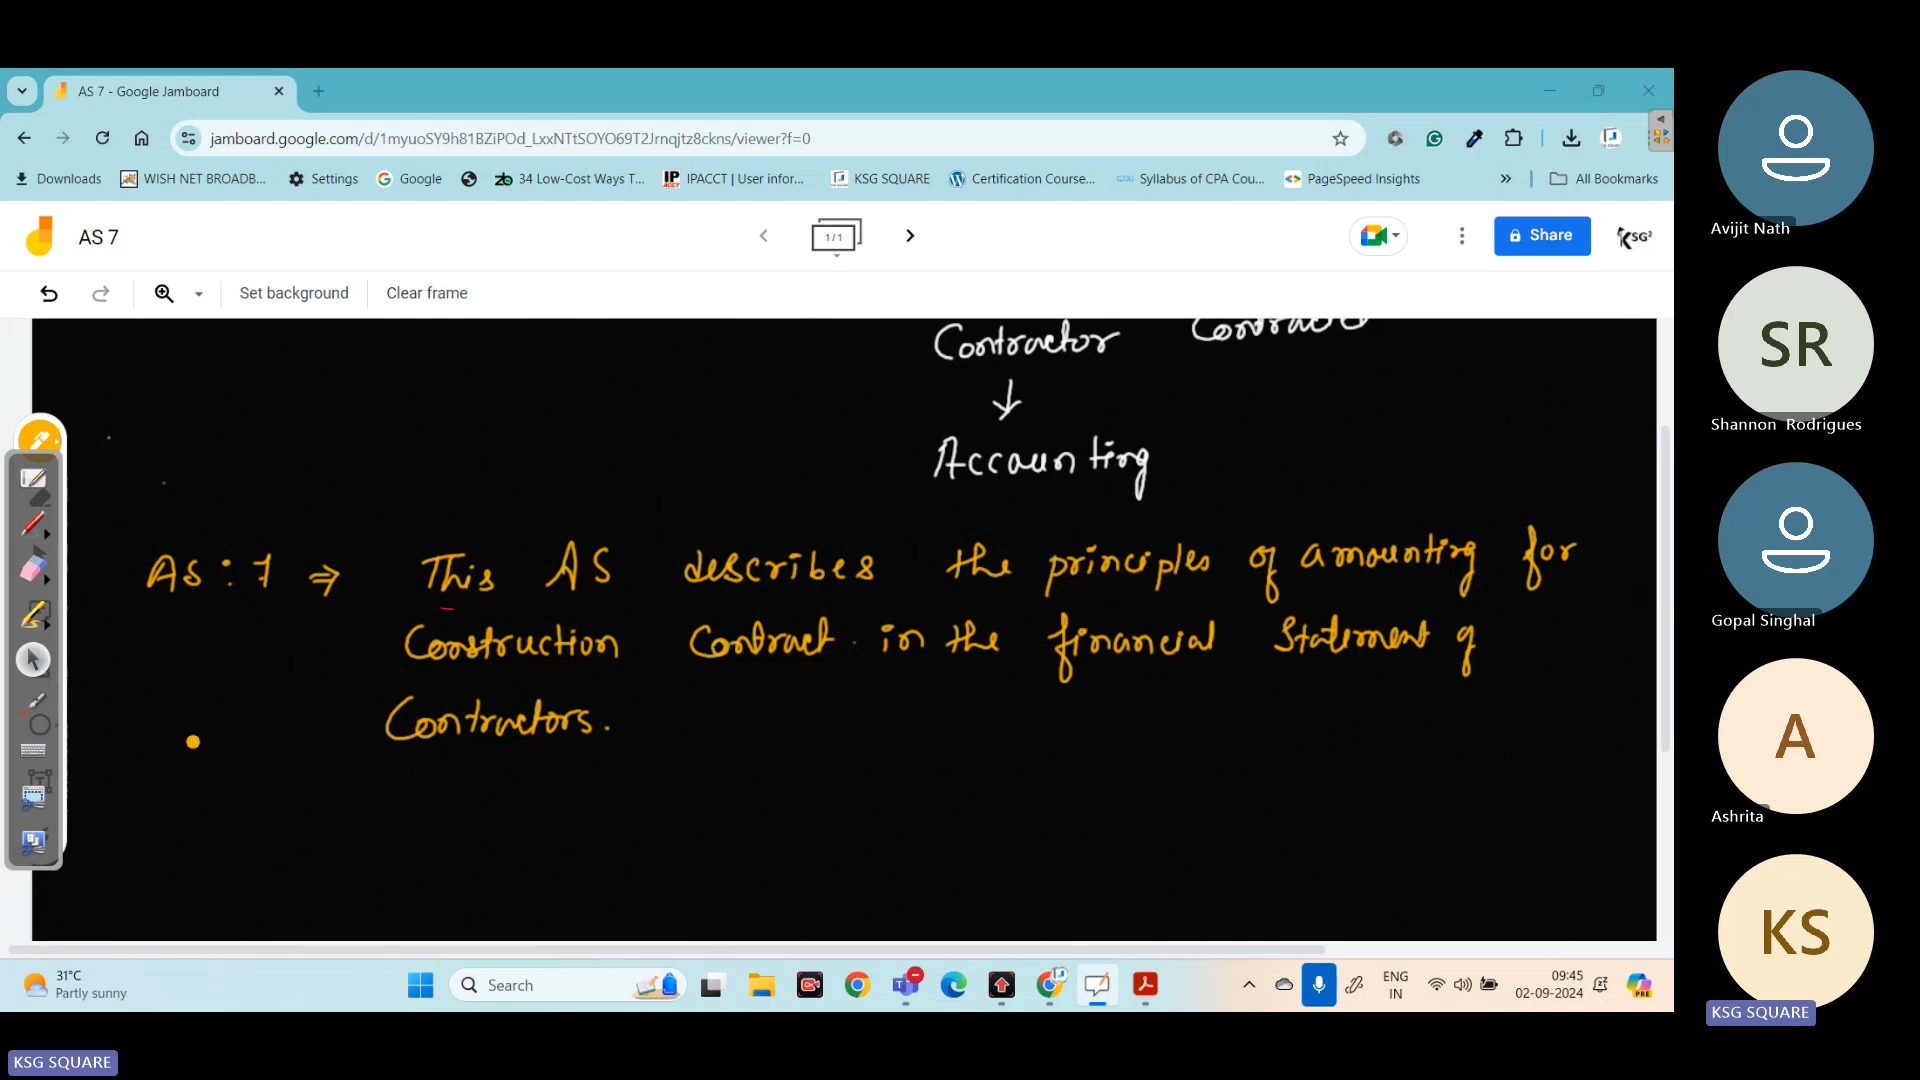 AS 7 - Google Jamboard
jamboard.google.com/d/1myuoSY9h81BZiPOd_LxxNTtSOYO69T2Jrnqjtz8ckns/viewer?f=0
Downloads WISH NET BROADB... Settings Google 34 Low-Cost Ways T... IPACCT | User infor... KSG SQUARE Certification Course... Syllabus of CPA Cou... PageSpeed Insights » All Bookmarks
AS 7
1 / 1
Share
KSG²
Set background Clear frame
Contractor Contract
↓
Accounting
AS : 7 ⇒ This AS describes the principles of amounting for
Construction Contract in the financial Statement of
Contractors.
Avijit Nath
SR
Shannon Rodrigues
Gopal Singhal
A
Ashrita
KS
KSG SQUARE
31°C
Partly sunny
Search
ENG
IN
09:45
02-09-2024
KSG SQUARE